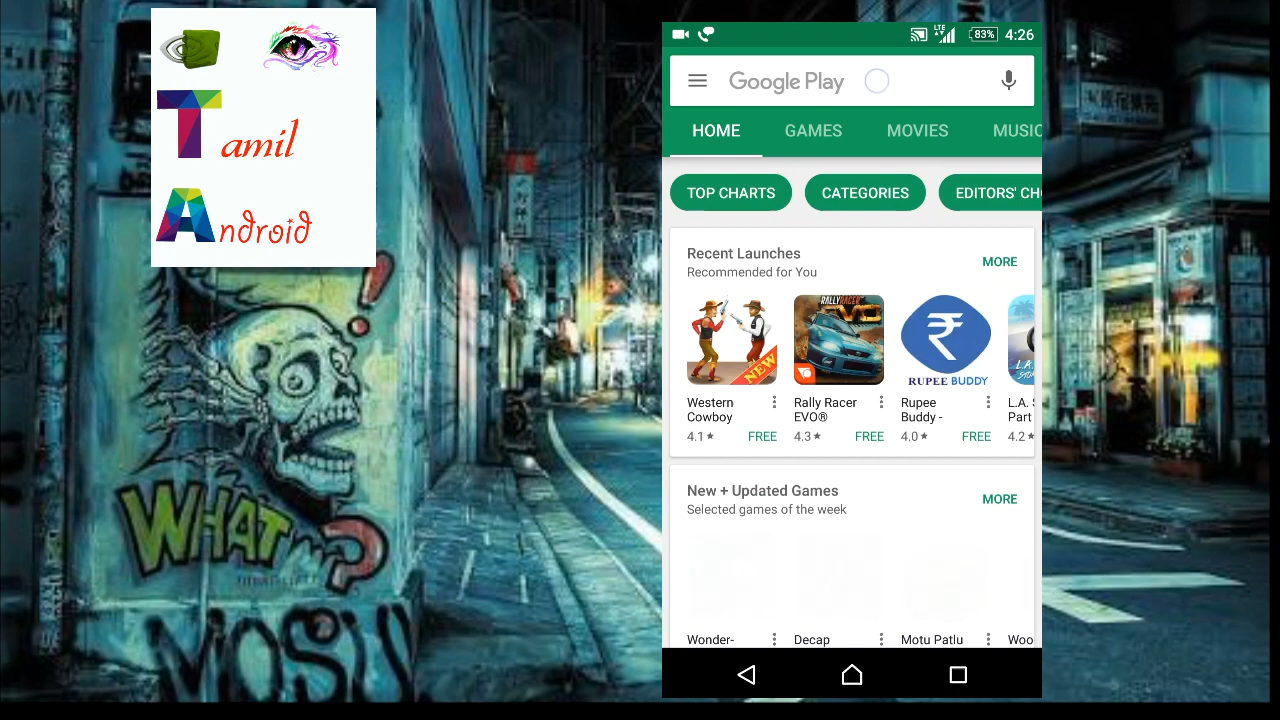 Tamil
Android
WHAT?
MOSU
LTE
83%
4:26
Google Play
HOME
GAMES
MOVIES
MUSIC
TOP CHARTS
CATEGORIES
EDITORS' CH
Recent Launches
Recommended for You
MORE
RALLYRACER
EVO
NEW
RUPEE BUDDY
Western
Cowboy
4.1★ FREE
Rally Racer
EVO®
4.3★ FREE
Rupee
Buddy -
4.0★ FREE
L.A. S
Part
4.2★
New + Updated Games
Selected games of the week
MORE
Wonder-
Decap
Motu Patlu
Woo